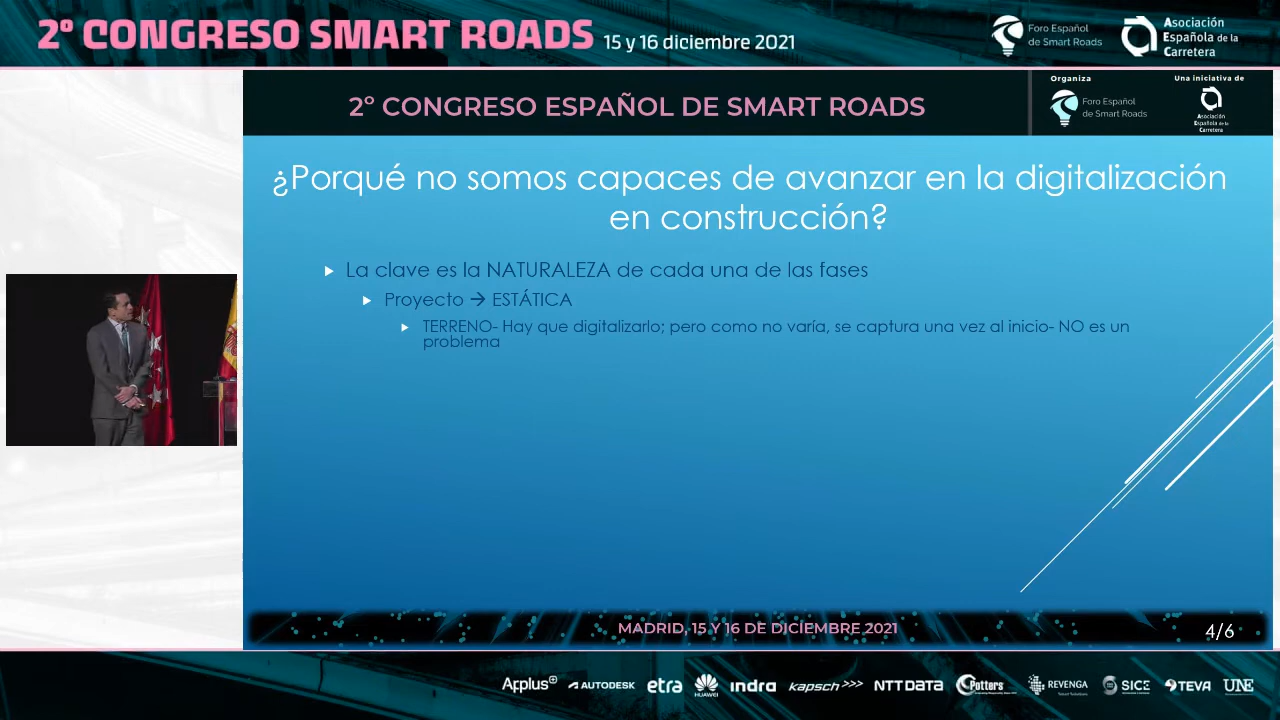 2º CONGRESO SMART ROADS 15 y 16 diciembre 2021
Foro Español
de Smart Roads
Asociación
Española de la
Carretera
2º CONGRESO ESPAÑOL DE SMART ROADS
Organiza
Foro Español
de Smart Roads
Una iniciativa de
Asociación
Española de la
Carretera
¿Porqué no somos capaces de avanzar en la digitalización
en construcción?
La clave es la NATURALEZA de cada una de las fases
Proyecto → ESTÁTICA
TERRENO- Hay que digitalizarlo; pero como no varía, se captura una vez al inicio- NO es un
problema
MADRID, 15 Y 16 DE DICIEMBRE 2021
4/6
Applus+ AUTODESK etra HUAWEI indra kapsch>>> NTT DATA Potters REVENGA SICE TEVA UNE